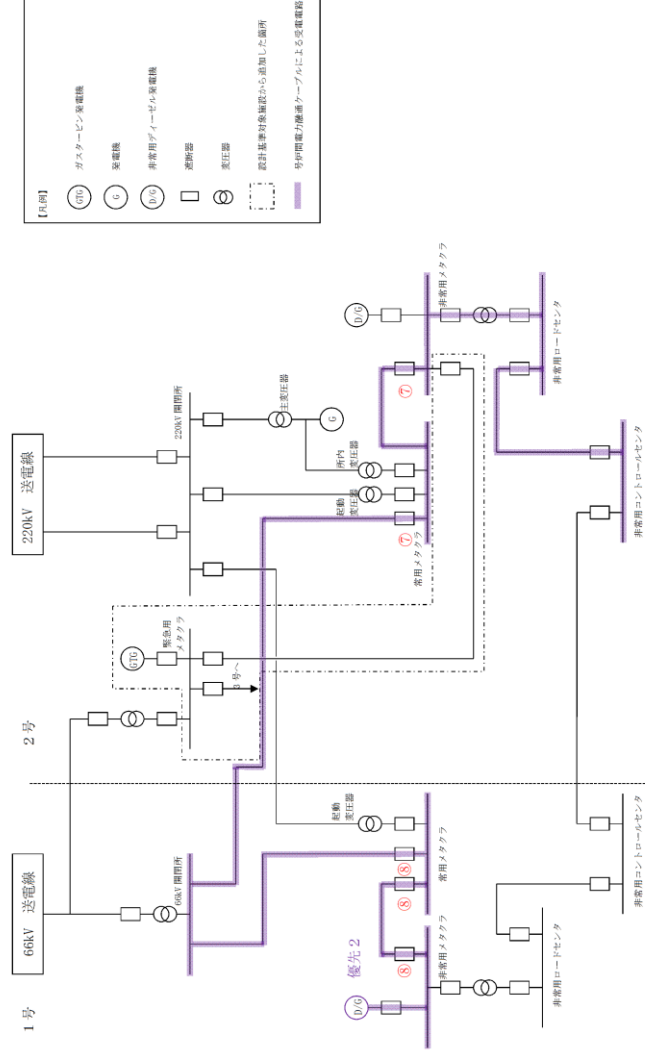 【凡例】
GTG ガスタービン発電機
G 発電機
D/G 非常用ディーゼル発電機
遮断器
変圧器
設計基準対象施設から追加した箇所
号炉間電力融通ケーブルによる受電電路
1号
2号
66kV 送電線
220kV 送電線
66kV 開閉所
220kV 開閉所
GTG
緊急用
メタクラ
3号へ
主変圧器
G
起動
変圧器
所内
変圧器
⑦
常用メタクラ
⑦
D/G
非常用メタクラ
非常用ロードセンタ
非常用コントロールセンタ
起動
変圧器
⑧
⑧
常用メタクラ
⑧
優先2
D/G
非常用メタクラ
非常用ロードセンタ
非常用コントロールセンタ